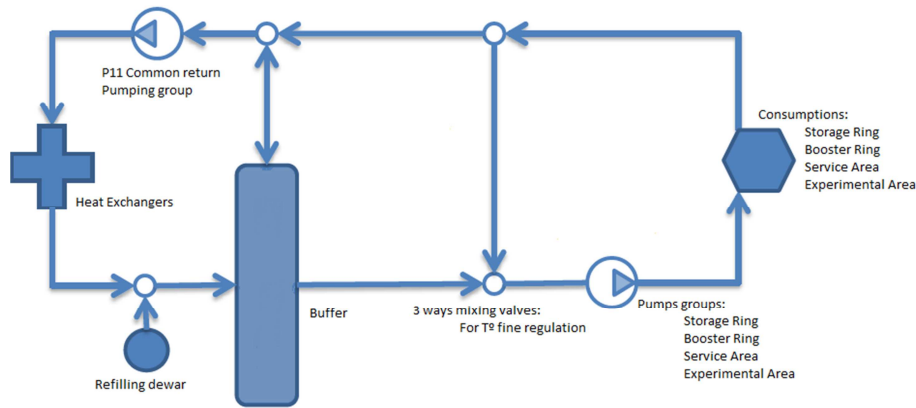 P11 Common return
Pumping group
Consumptions:
Storage Ring
Booster Ring
Service Area
Experimental Area
Heat Exchangers
Buffer
3 ways mixing valves:
For Tº fine regulation
Pumps groups:
Storage Ring
Booster Ring
Service Area
Experimental Area
Refilling dewar